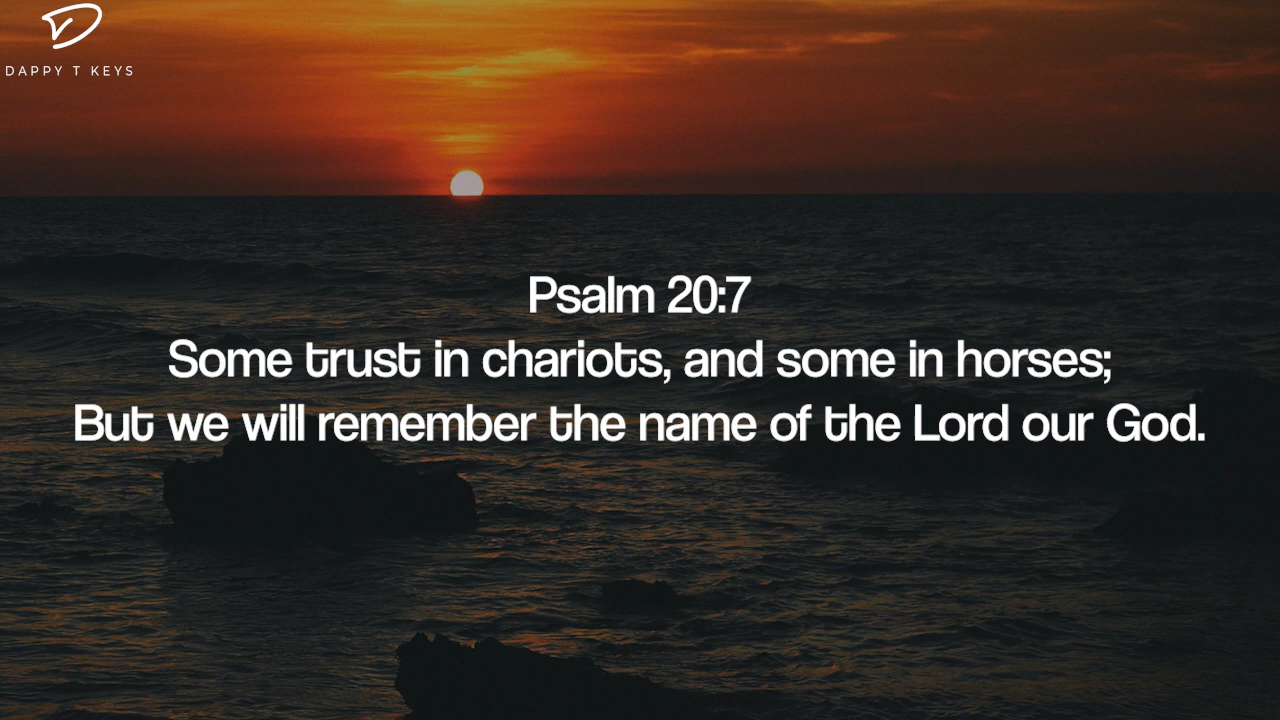 DAPPY T KEYS
Psalm 20:7
Some trust in chariots, and some in horses;
But we will remember the name of the Lord our God.